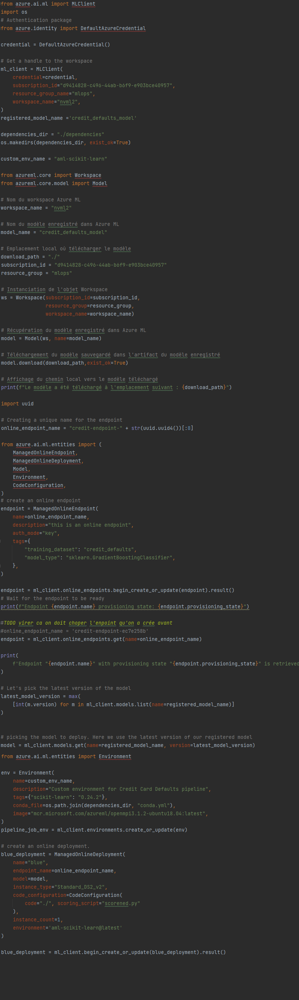 from azure.ai.ml import MLClient
import os
# Authentication package
from azure.identity import DefaultAzureCredential

credential = DefaultAzureCredential()

# Get a handle to the workspace
ml_client = MLClient(
    credential=credential,
    subscription_id="d9414828-c496-44ab-b6f9-e903bce40957",
    resource_group_name="mlops",
    workspace_name="nvml2",
)
registered_model_name ='credit_defaults_model'

dependencies_dir = "./dependencies"
os.makedirs(dependencies_dir, exist_ok=True)

custom_env_name = "aml-scikit-learn"

from azureml.core import Workspace
from azureml.core.model import Model

# Nom du workspace Azure ML
workspace_name = "nvml2"

# Nom du modèle enregistré dans Azure ML
model_name = "credit_defaults_model"

# Emplacement local où télécharger le modèle
download_path = "./"
subscription_id = "d9414828-c496-44ab-b6f9-e903bce40957"
resource_group = "mlops"

# Instanciation de l'objet Workspace
ws = Workspace(subscription_id=subscription_id,
               resource_group=resource_group,
               workspace_name=workspace_name)

# Récupération du modèle enregistré dans Azure ML
model = Model(ws, name=model_name)

# Téléchargement du modèle sauvegardé dans l'artifact du modèle enregistré
model.download(download_path,exist_ok=True)

# Affichage du chemin local vers le modèle téléchargé
print(f"Le modèle a été téléchargé à l'emplacement suivant : {download_path}")

import uuid

# Creating a unique name for the endpoint
online_endpoint_name = "credit-endpoint-" + str(uuid.uuid4())[:8]

from azure.ai.ml.entities import (
    ManagedOnlineEndpoint,
    ManagedOnlineDeployment,
    Model,
    Environment,
    CodeConfiguration,
)
# create an online endpoint
endpoint = ManagedOnlineEndpoint(
    name=online_endpoint_name,
    description="this is an online endpoint",
    auth_mode="key",
    tags={
        "training_dataset": "credit_defaults",
        "model_type": "sklearn.GradientBoostingClassifier",
    },
)

endpoint = ml_client.online_endpoints.begin_create_or_update(endpoint).result()
# Wait for the endpoint to be ready
print(f"Endpoint {endpoint.name} provisioning state: {endpoint.provisioning_state}")

#TODO virer ca on doit choper l'enpoint qu'on a crée avant
#online_endpoint_name = 'credit-endpoint-ec7e258b'
endpoint = ml_client.online_endpoints.get(name=online_endpoint_name)

print(
    f'Endpoint "{endpoint.name}" with provisioning state "{endpoint.provisioning_state}" is retrieved
)

# Let's pick the latest version of the model
latest_model_version = max(
    [int(m.version) for m in ml_client.models.list(name=registered_model_name)]
)

# picking the model to deploy. Here we use the latest version of our registered model
model = ml_client.models.get(name=registered_model_name, version=latest_model_version)
from azure.ai.ml.entities import Environment

env = Environment(
    name=custom_env_name,
    description="Custom environment for Credit Card Defaults pipeline",
    tags={"scikit-learn": "0.24.2"},
    conda_file=os.path.join(dependencies_dir, "conda.yml"),
    image="mcr.microsoft.com/azureml/openmpi3.1.2-ubuntu18.04:latest",
)
pipeline_job_env = ml_client.environments.create_or_update(env)

# create an online deployment.
blue_deployment = ManagedOnlineDeployment(
    name="blue",
    endpoint_name=online_endpoint_name,
    model=model,
    instance_type="Standard_DS2_v2",
    code_configuration=CodeConfiguration(
        code="./", scoring_script="scorened.py"
    ),
    instance_count=1,
    environment='aml-scikit-learn@latest'
)

blue_deployment = ml_client.begin_create_or_update(blue_deployment).result()